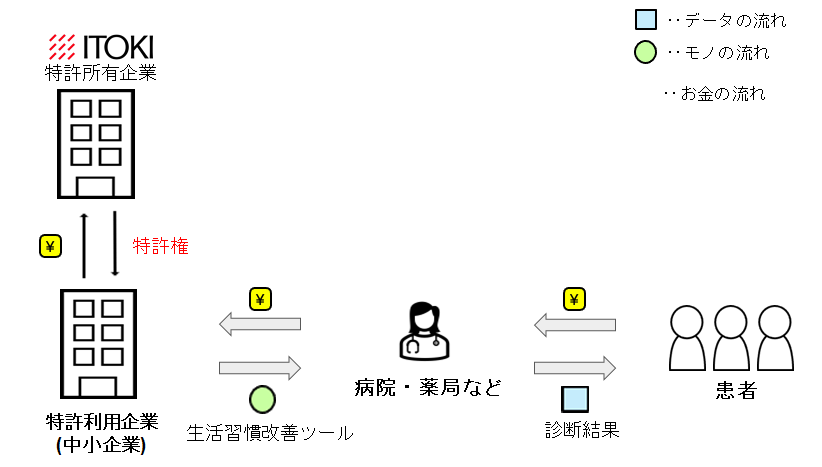 ‥データの流れ
‥モノの流れ
‥お金の流れ
ITOKI
特許所有企業
¥
特許権
¥
¥
病院・薬局など
患者
特許利用企業
(中小企業)
生活習慣改善ツール
診断結果